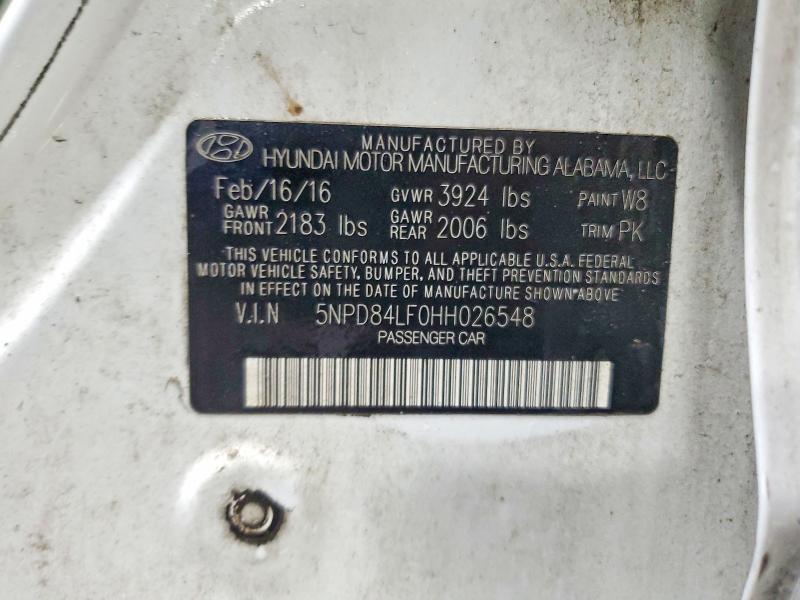 MANUFACTURED BY
HYUNDAI MOTOR MANUFACTURING ALABAMA, LLC
Feb/16/16 GVWR 3924 lbs PAINT W8
GAWR FRONT 2183 lbs GAWR REAR 2006 lbs TRIM PK
THIS VEHICLE CONFORMS TO ALL APPLICABLE U.S.A. FEDERAL
MOTOR VEHICLE SAFETY, BUMPER, AND THEFT PREVENTION STANDARDS
IN EFFECT ON THE DATE OF MANUFACTURE SHOWN ABOVE
V.I.N 5NPD84LF0HH026548
PASSENGER CAR